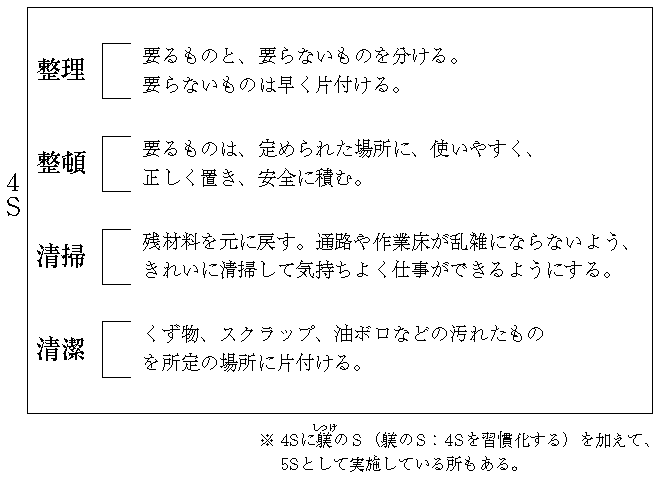 4S
整理
要るものと、要らないものを分ける。
要らないものは早く片付ける。
整頓
要るものは、定められた場所に、使いやすく、
正しく置き、安全に積む。
清掃
残材料を元に戻す。通路や作業床が乱雑にならないよう、
きれいに清掃して気持ちよく仕事ができるようにする。
清潔
くず物、スクラップ、油ボロなどの汚れたもの
を所定の場所に片付ける。
しつけ
※ 4Sに躾のS（躾のS：4Sを習慣化する）を加えて、
5Sとして実施している所もある。